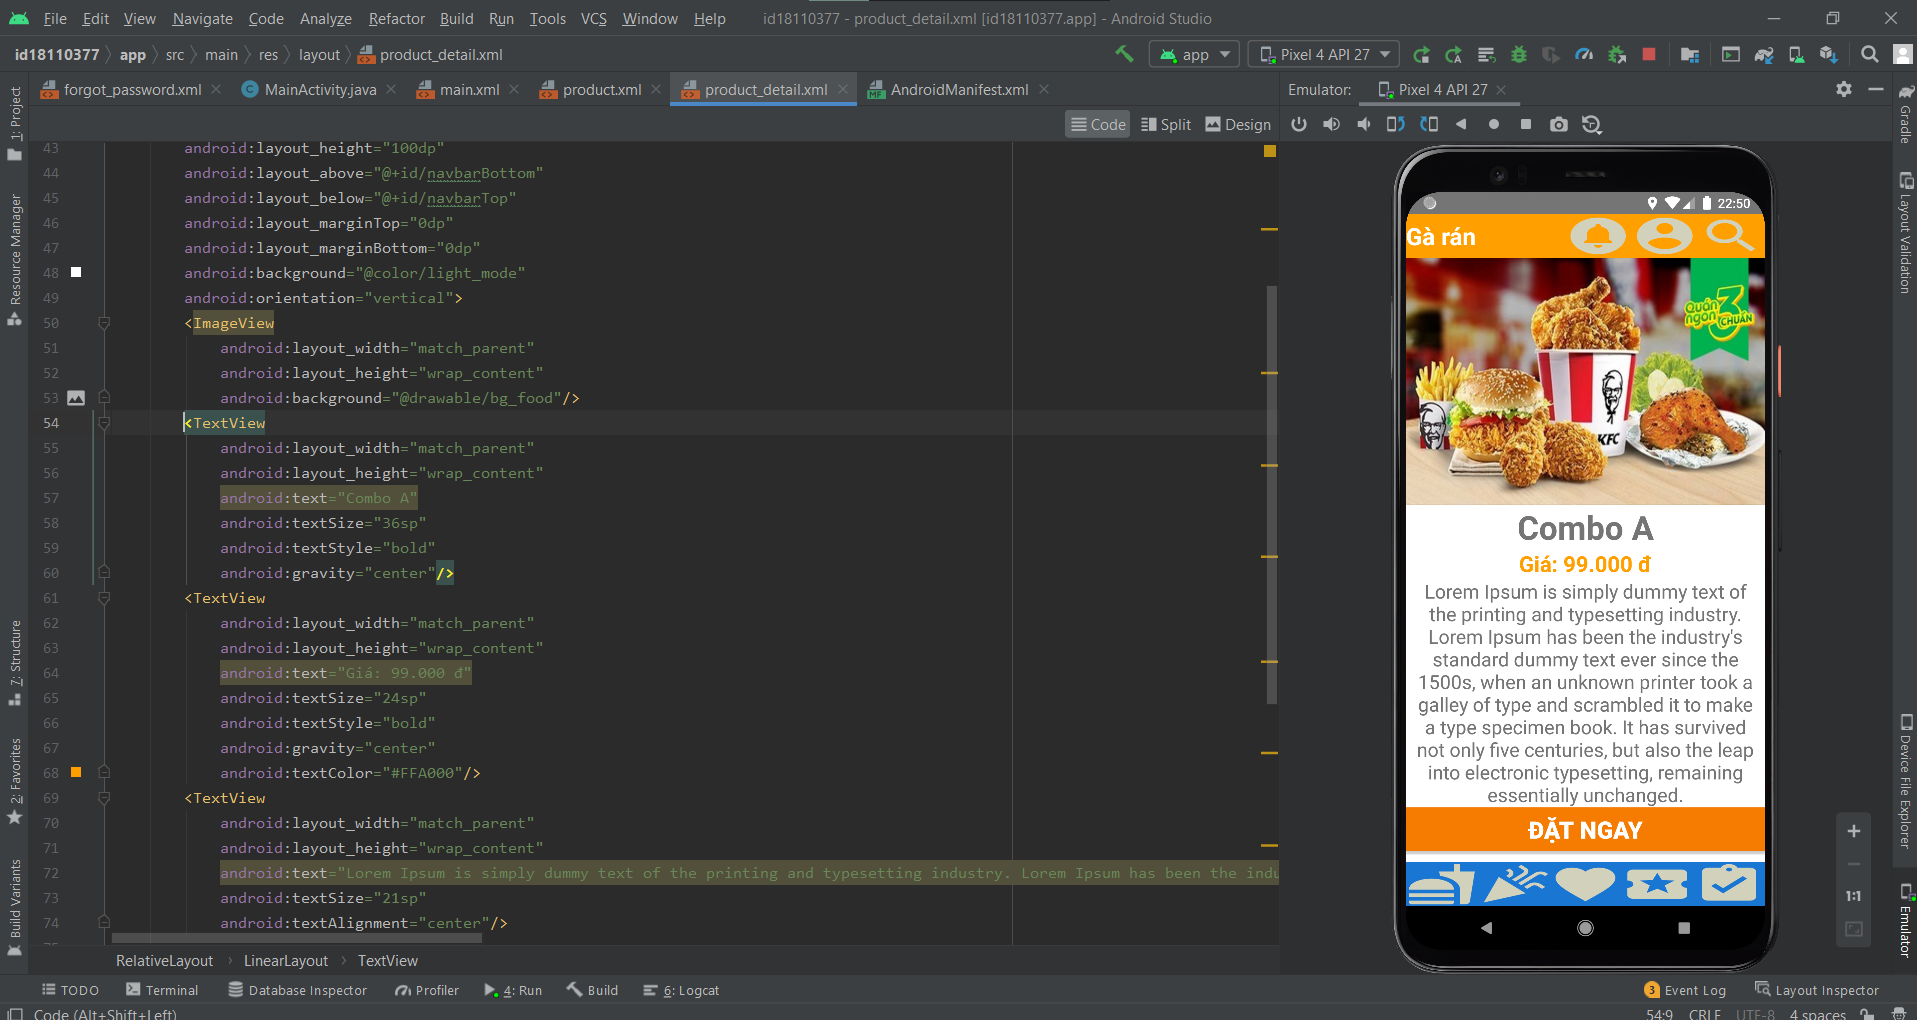 File Edit View Navigate Code Analyze Refactor Build Run Tools VCS Window Help id18110377 - product_detail.xml [id18110377.app] - Android Studio
id18110377 app src main res layout product_detail.xml app Pixel 4 API 27
forgot_password.xml MainActivity.java main.xml product.xml product_detail.xml AndroidManifest.xml Emulator: Pixel 4 API 27
Code Split Design
43 android:layout_height="100dp"
44 android:layout_above="@+id/navbarBottom"
45 android:layout_below="@+id/navbarTop"
46 android:layout_marginTop="0dp"
47 android:layout_marginBottom="0dp"
48 android:background="@color/light_mode"
49 android:orientation="vertical">
50 <ImageView
51 android:layout_width="match_parent"
52 android:layout_height="wrap_content"
53 android:background="@drawable/bg_food"/>
54 <TextView
55 android:layout_width="match_parent"
56 android:layout_height="wrap_content"
57 android:text="Combo A"
58 android:textSize="36sp"
59 android:textStyle="bold"
60 android:gravity="center"/>
61 <TextView
62 android:layout_width="match_parent"
63 android:layout_height="wrap_content"
64 android:text="Giá: 99.000 đ"
65 android:textSize="24sp"
66 android:textStyle="bold"
67 android:gravity="center"
68 android:textColor="#FFA000"/>
69 <TextView
70 android:layout_width="match_parent"
71 android:layout_height="wrap_content"
72 android:text="Lorem Ipsum is simply dummy text of the printing and typesetting industry. Lorem Ipsum has been the indu
73 android:textSize="21sp"
74 android:textAlignment="center"/>
RelativeLayout LinearLayout TextView
1: Project
Resource Manager
7: Structure
2: Favorites
Build Variants
22:50
Gà rán
Quán ngon 3 CHUẨN
KFC
Combo A
Giá: 99.000 đ
Lorem Ipsum is simply dummy text of
the printing and typesetting industry.
Lorem Ipsum has been the industry's
standard dummy text ever since the
1500s, when an unknown printer took a
galley of type and scrambled it to make
a type specimen book. It has survived
not only five centuries, but also the leap
into electronic typesetting, remaining
essentially unchanged.
ĐẶT NGAY
1:1
Gradle
Layout Validation
Device File Explorer
Emulator
TODO Terminal Database Inspector Profiler 4: Run Build 6: Logcat 3 Event Log Layout Inspector
Code (Alt+Shift+Left) 54:9 CRLF UTF-8 4 spaces